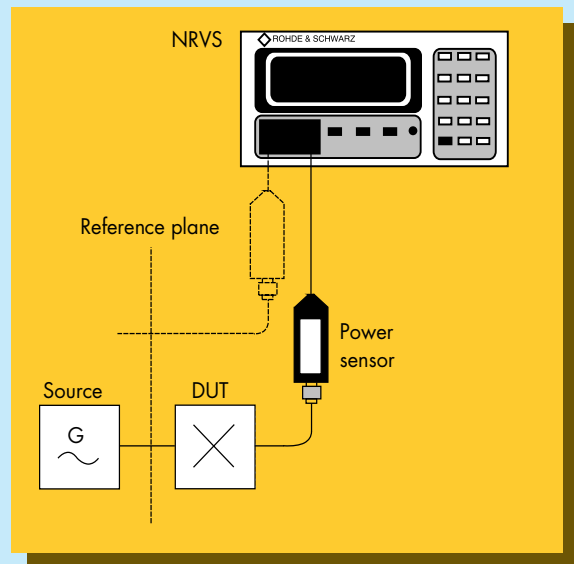 NRVS
ROHDE & SCHWARZ
Reference plane
Power
sensor
Source
DUT
G